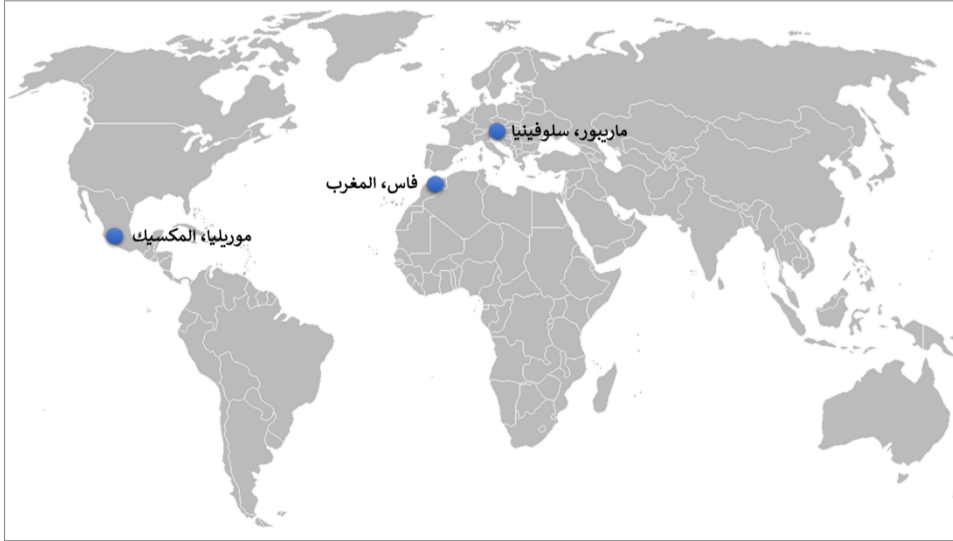 ماريبور، سلوفينيا
فاس، المغرب
موريليا، المكسيك